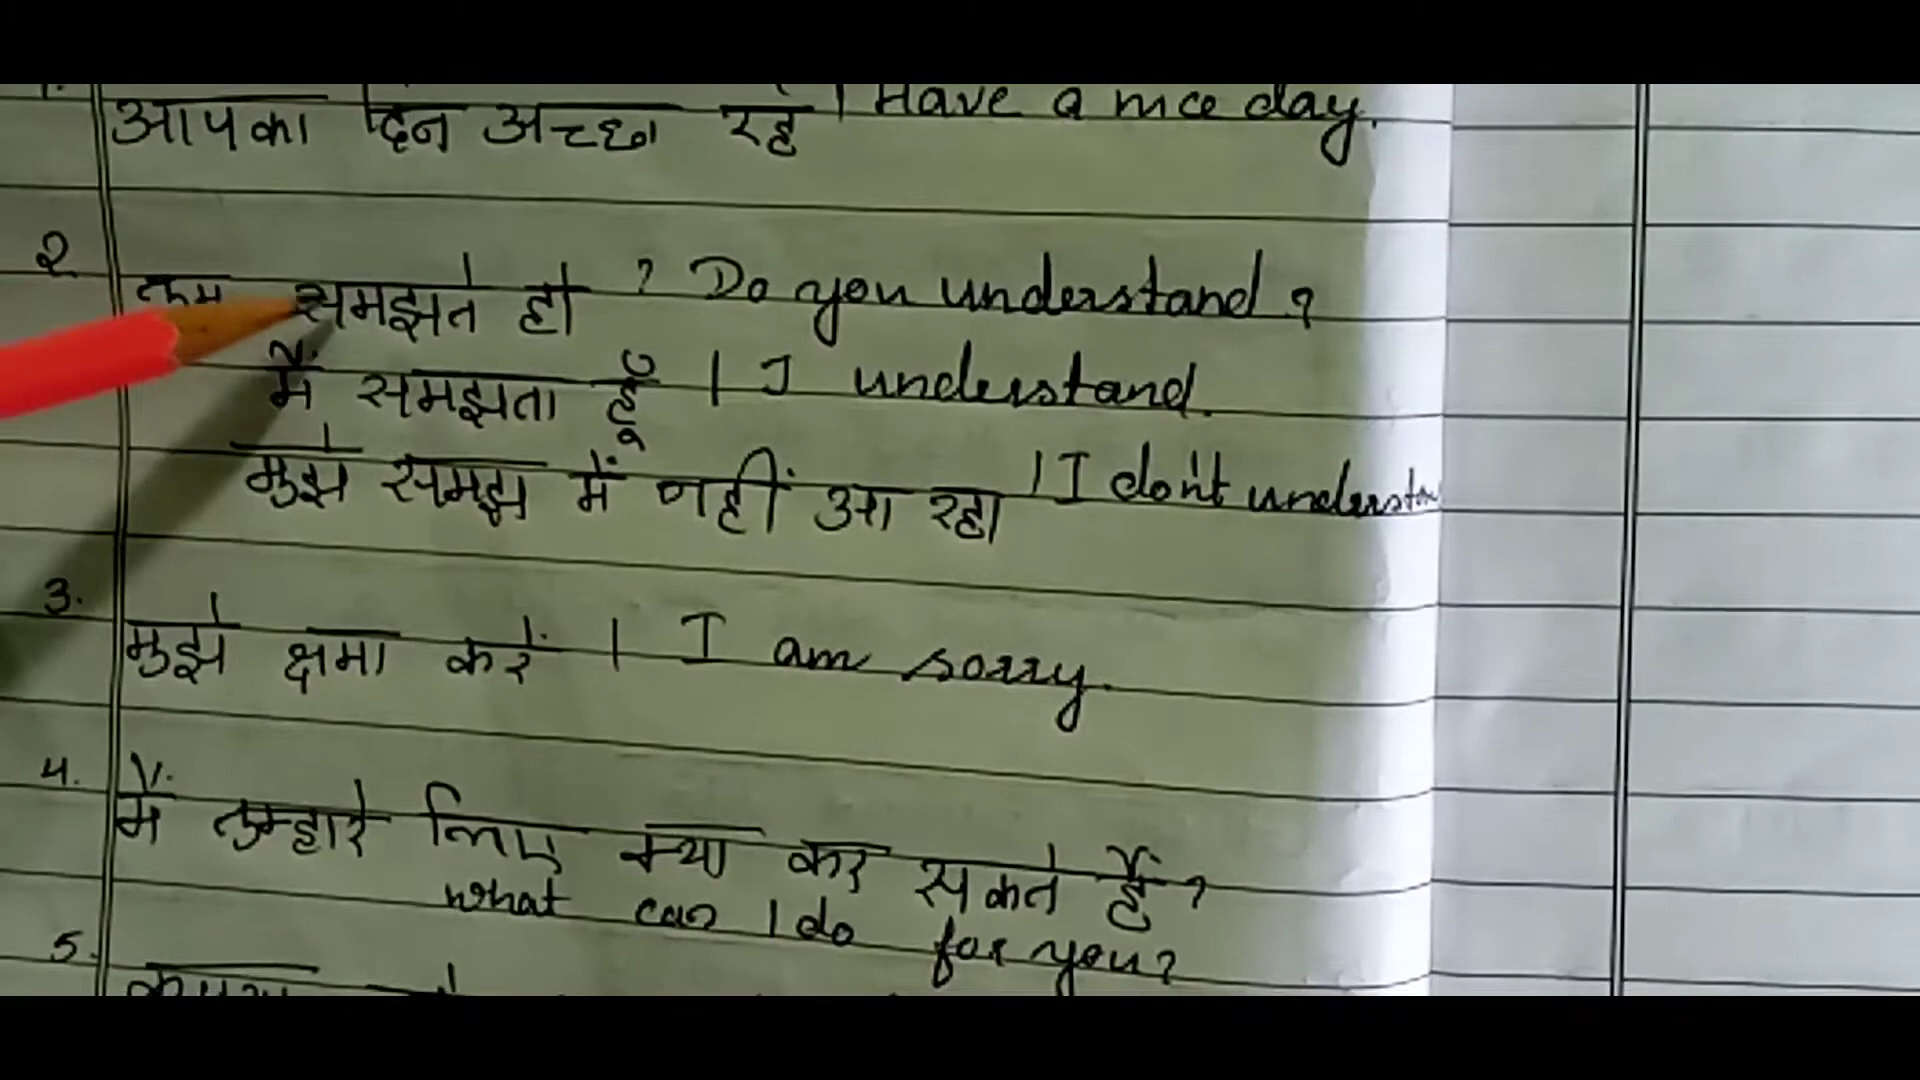 1. आपका दिन अच्छा रहे । Have a nice day.
2 तुम समझते हो ? Do you understand ?
मैं समझता हूँ । I understand.
मुझे समझ में नहीं आ रहा । I don't
3. मुझे क्षमा करें । I am sorry.
4. मैं तुम्हारे लिए क्या कर सकते हैं ?
what can I do for you?
5.